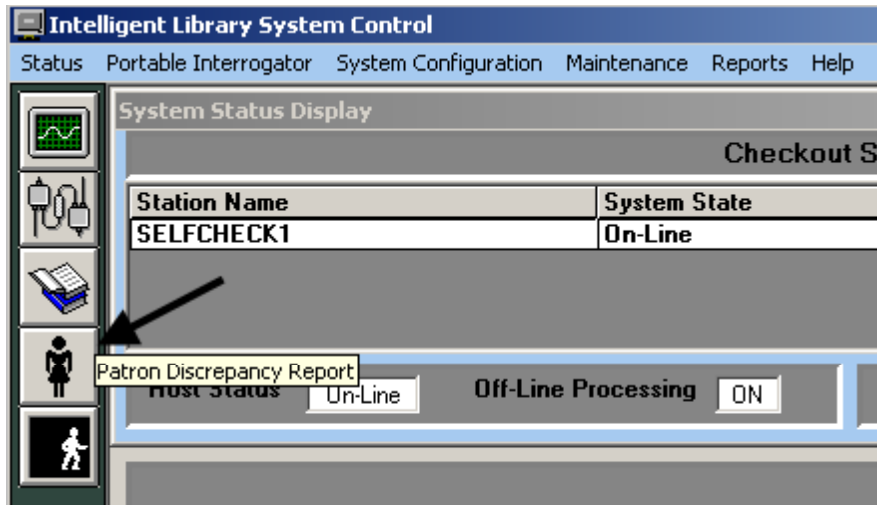 Intelligent Library System Control
Status Portable Interrogator System Configuration Maintenance Reports Help
System Status Display
Checkout S
Station Name System State
SELFCHECK1 On-Line
Patron Discrepancy Report
Host Status On-Line Off-Line Processing ON